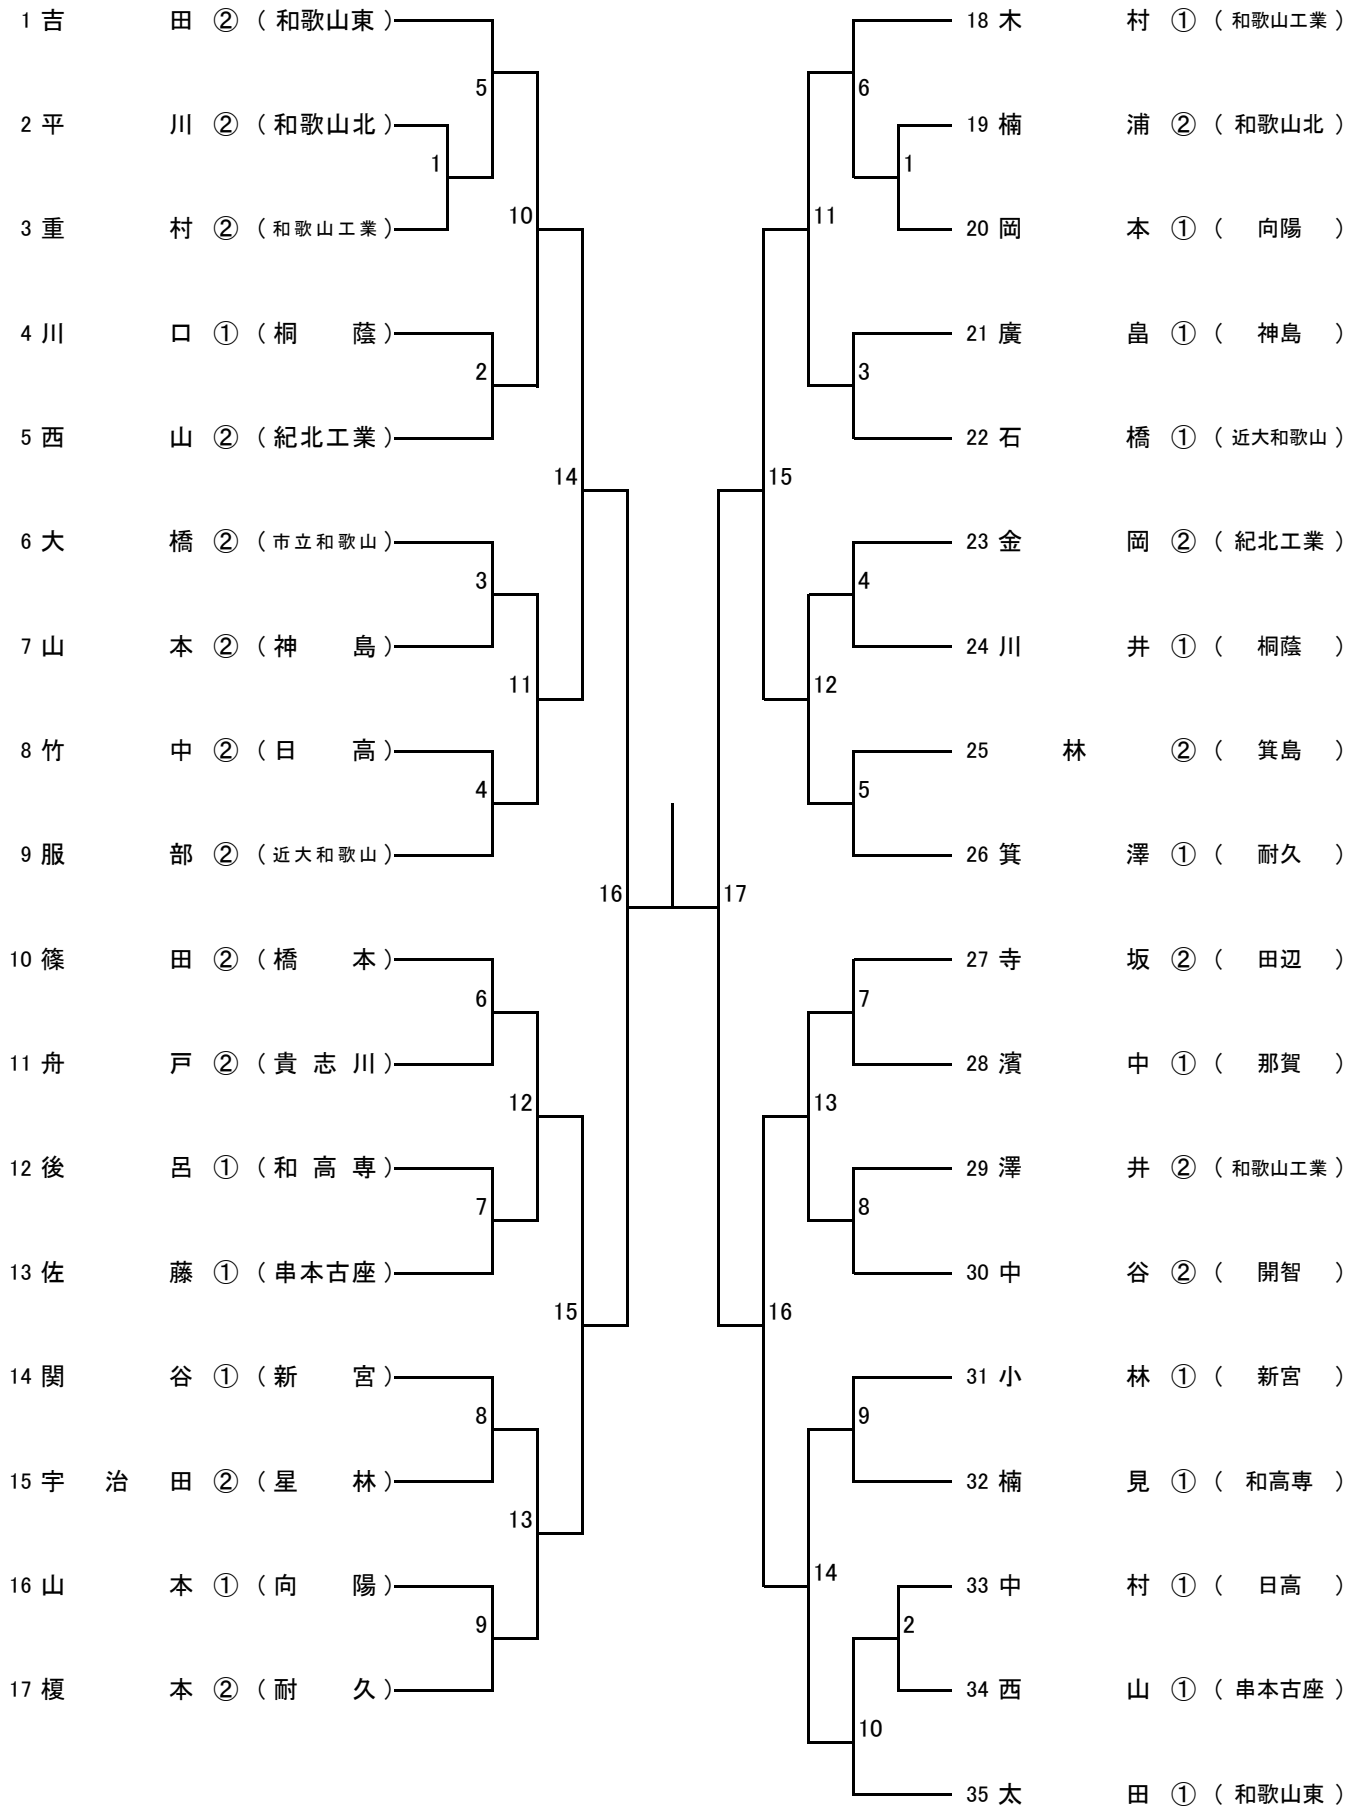 1 吉田 ② (和歌山東)
5
2 平川 ② (和歌山北)
1
3 重村 ② (和歌山工業)
10
4 川口 ① (桐蔭)
2
5 西山 ② (紀北工業)
14
6 大橋 ② (市立和歌山)
3
7 山本 ② (神島)
11
8 竹中 ② (日高)
4
9 服部 ② (近大和歌山)
16
10 篠田 ② (橋本)
6
11 舟戸 ② (貴志川)
12
12 後呂 ① (和高専)
7
13 佐藤 ① (串本古座)
15
14 関谷 ① (新宮)
8
15 宇治田 ② (星林)
13
16 山本 ① (向陽)
9
17 榎本 ② (耐久)
18 木村 ① (和歌山工業)
6
19 楠浦 ② (和歌山北)
1
20 岡本 ① (向陽)
11
21 廣畠 ① (神島)
3
22 石橋 ① (近大和歌山)
15
23 金岡 ② (紀北工業)
4
24 川井 ① (桐蔭)
12
25 林 ② (箕島)
5
26 箕澤 ① (耐久)
17
27 寺坂 ② (田辺)
7
28 濱中 ① (那賀)
13
29 澤井 ② (和歌山工業)
8
30 中谷 ② (開智)
16
31 小林 ① (新宮)
9
32 楠見 ① (和高専)
14
33 中村 ① (日高)
2
34 西山 ① (串本古座)
10
35 太田 ① (和歌山東)